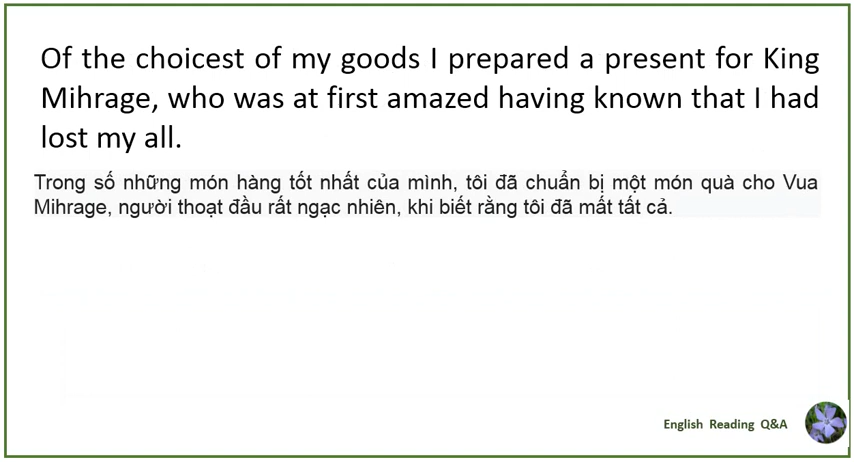 Of the choicest of my goods I prepared a present for King
Mihrage, who was at first amazed having known that I had
lost my all.
Trong số những món hàng tốt nhất của mình, tôi đã chuẩn bị một món quà cho Vua
Mihrage, người thoạt đầu rất ngạc nhiên, khi biết rằng tôi đã mất tất cả.
English Reading Q&A